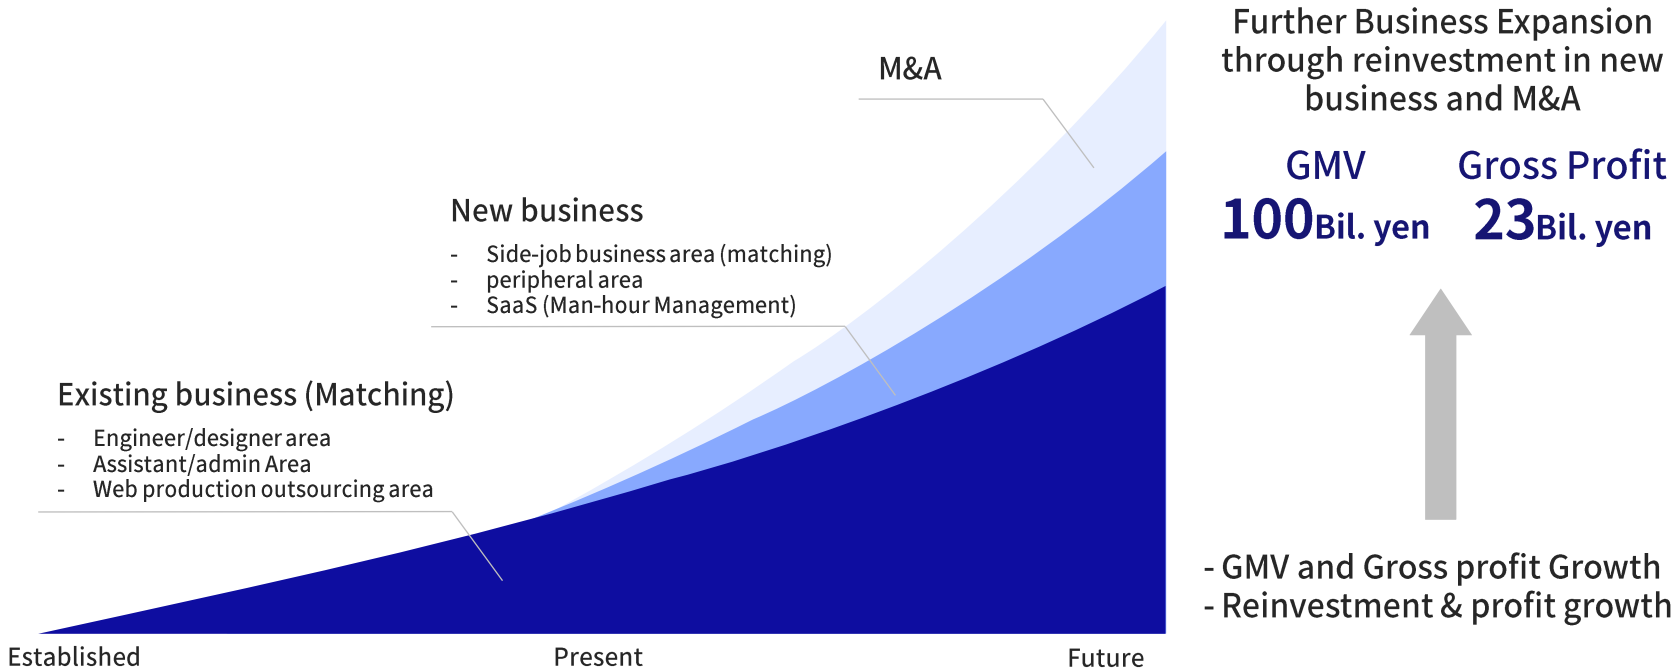 M&A
New business
- Side-job business area (matching)
- peripheral area
- SaaS (Man-hour Management)
Existing business (Matching)
- Engineer/designer area
- Assistant/admin Area
- Web production outsourcing area
Established
Present
Future
Further Business Expansion
through reinvestment in new
business and M&A
GMV
100Bil. yen
Gross Profit
23Bil. yen
- GMV and Gross profit Growth
- Reinvestment & profit growth